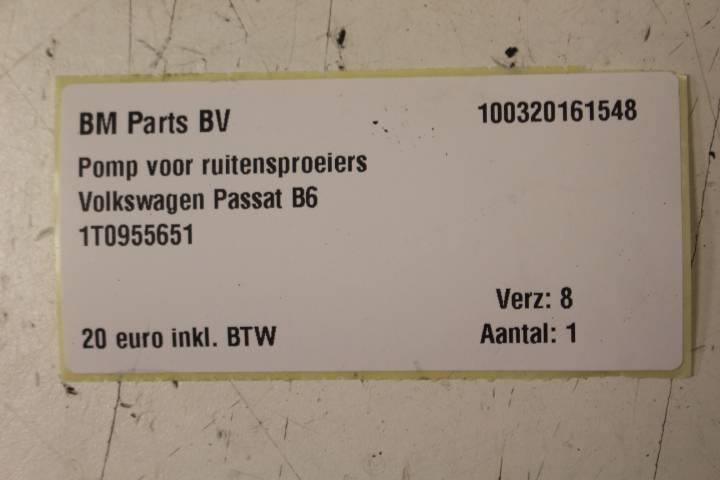 BM Parts BV 100320161548
Pomp voor ruitensproeiers
Volkswagen Passat B6
1T0955651
Verz: 8
20 euro inkl. BTW Aantal: 1